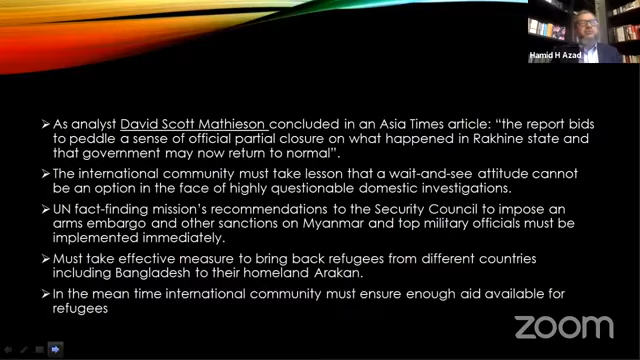 Hamid H Azad
➤As analyst David Scott Mathieson concluded in an Asia Times article: “the report bids
to peddle a sense of official partial closure on what happened in Rakhine state and
that government may now return to normal”.
➤The international community must take lesson that a wait-and-see attitude cannot
be an option in the face of highly questionable domestic investigations.
➤UN fact-finding mission’s recommendations to the Security Council to impose an
arms embargo and other sanctions on Myanmar and top military officials must be
implemented immediately.
➤Must take effective measure to bring back refugees from different countries
including Bangladesh to their homeland Arakan.
➤In the mean time international community must ensure enough aid available for
refugees
zoom